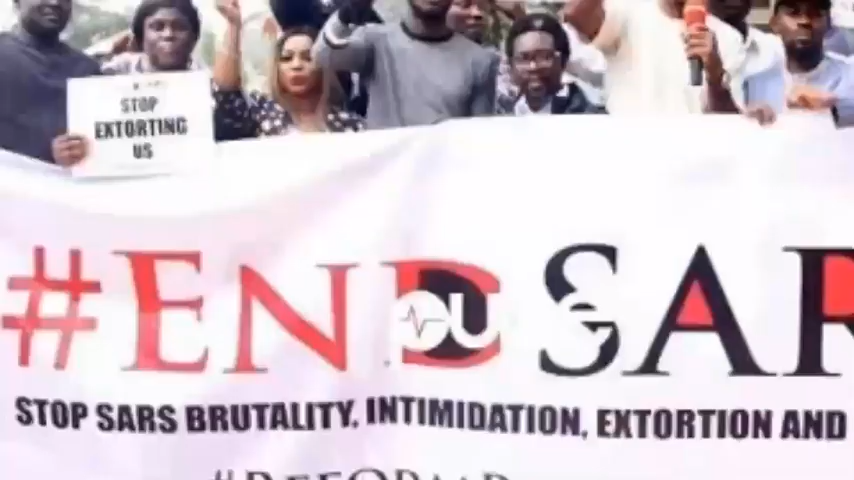 STOP
EXTORTING
US
#END SAR
STOP SARS BRUTALITY, INTIMIDATION, EXTORTION AND